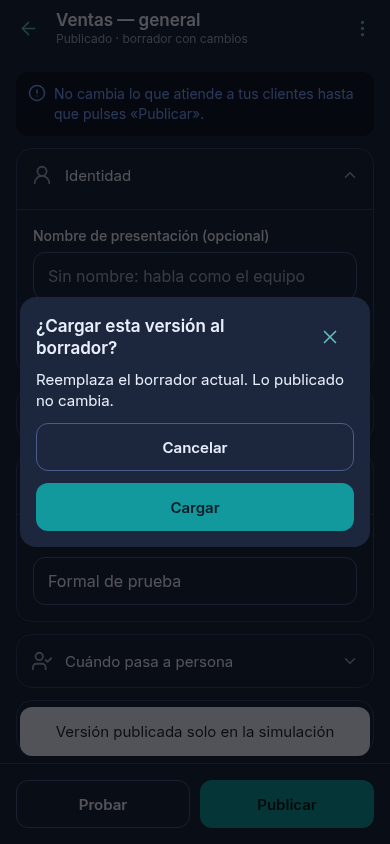 Ventas — general
Publicado · borrador con cambios
No cambia lo que atiende a tus clientes hasta
que pulses «Publicar».
Identidad
Nombre de presentación (opcional)
Sin nombre: habla como el equipo
¿Cargar esta versión al
borrador?
Reemplaza el borrador actual. Lo publicado
no cambia.
Cancelar
Cargar
Formal de prueba
Cuándo pasa a persona
Versión publicada solo en la simulación
Probar
Publicar